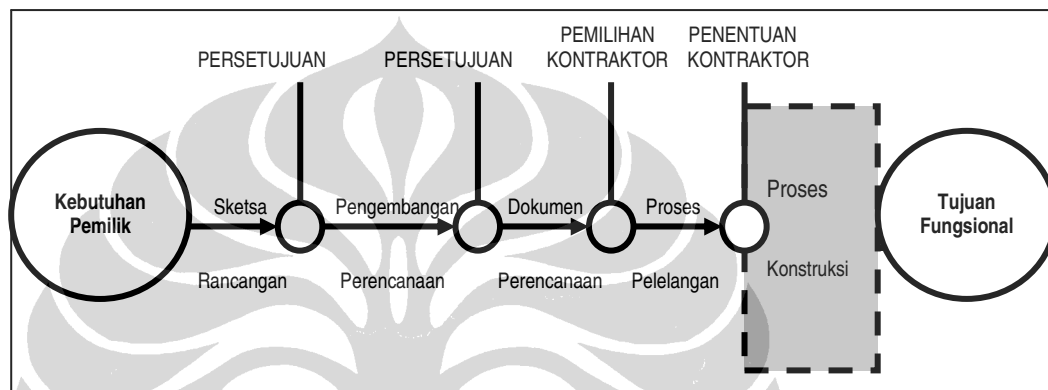 PERSETUJUAN
PERSETUJUAN
PEMILIHAN
KONTRAKTOR
PENENTUAN
KONTRAKTOR
Kebutuhan
Pemilik
Sketsa
Rancangan
Pengembangan
Perencanaan
Dokumen
Perencanaan
Proses
Pelelangan
Proses
Konstruksi
Tujuan
Fungsional